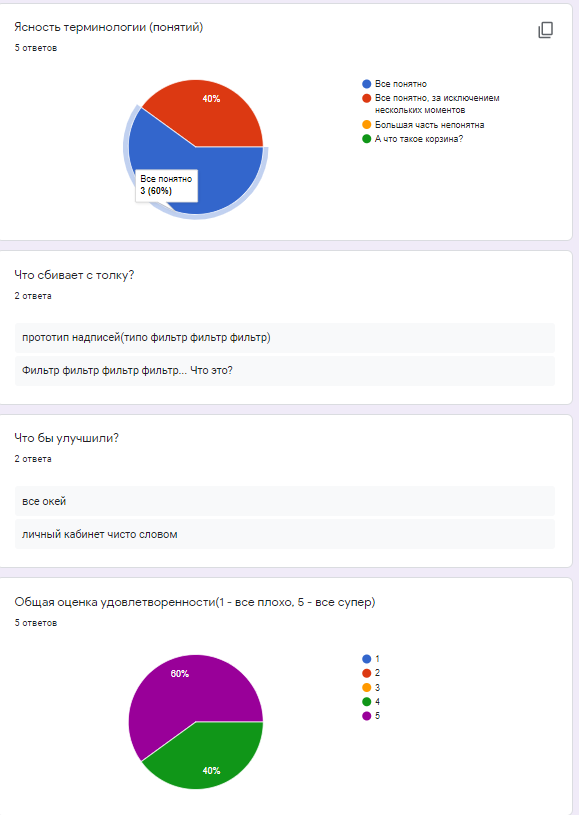 Ясность терминологии (понятий)
5 ответов
40%
Все понятно
3 (60%)
Все понятно
Все понятно, за исключением
нескольких моментов
Большая часть непонятна
А что такое корзина?
Что сбивает с толку?
2 ответа
прототип надписей(типо фильтр фильтр фильтр)
Фильтр фильтр фильтр фильтр... Что это?
Что бы улучшили?
2 ответа
все окей
личный кабинет чисто словом
Общая оценка удовлетворенности(1 - все плохо, 5 - все супер)
5 ответов
60%
40%
1
2
3
4
5